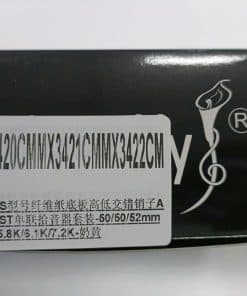 420CMMX3421CMMX3422CM
y ®
S型号纤维纸底板高低交错销子A
ST单联拾音器套装-50/50/52mm
5.8K/6.1K/7.2K-奶黄